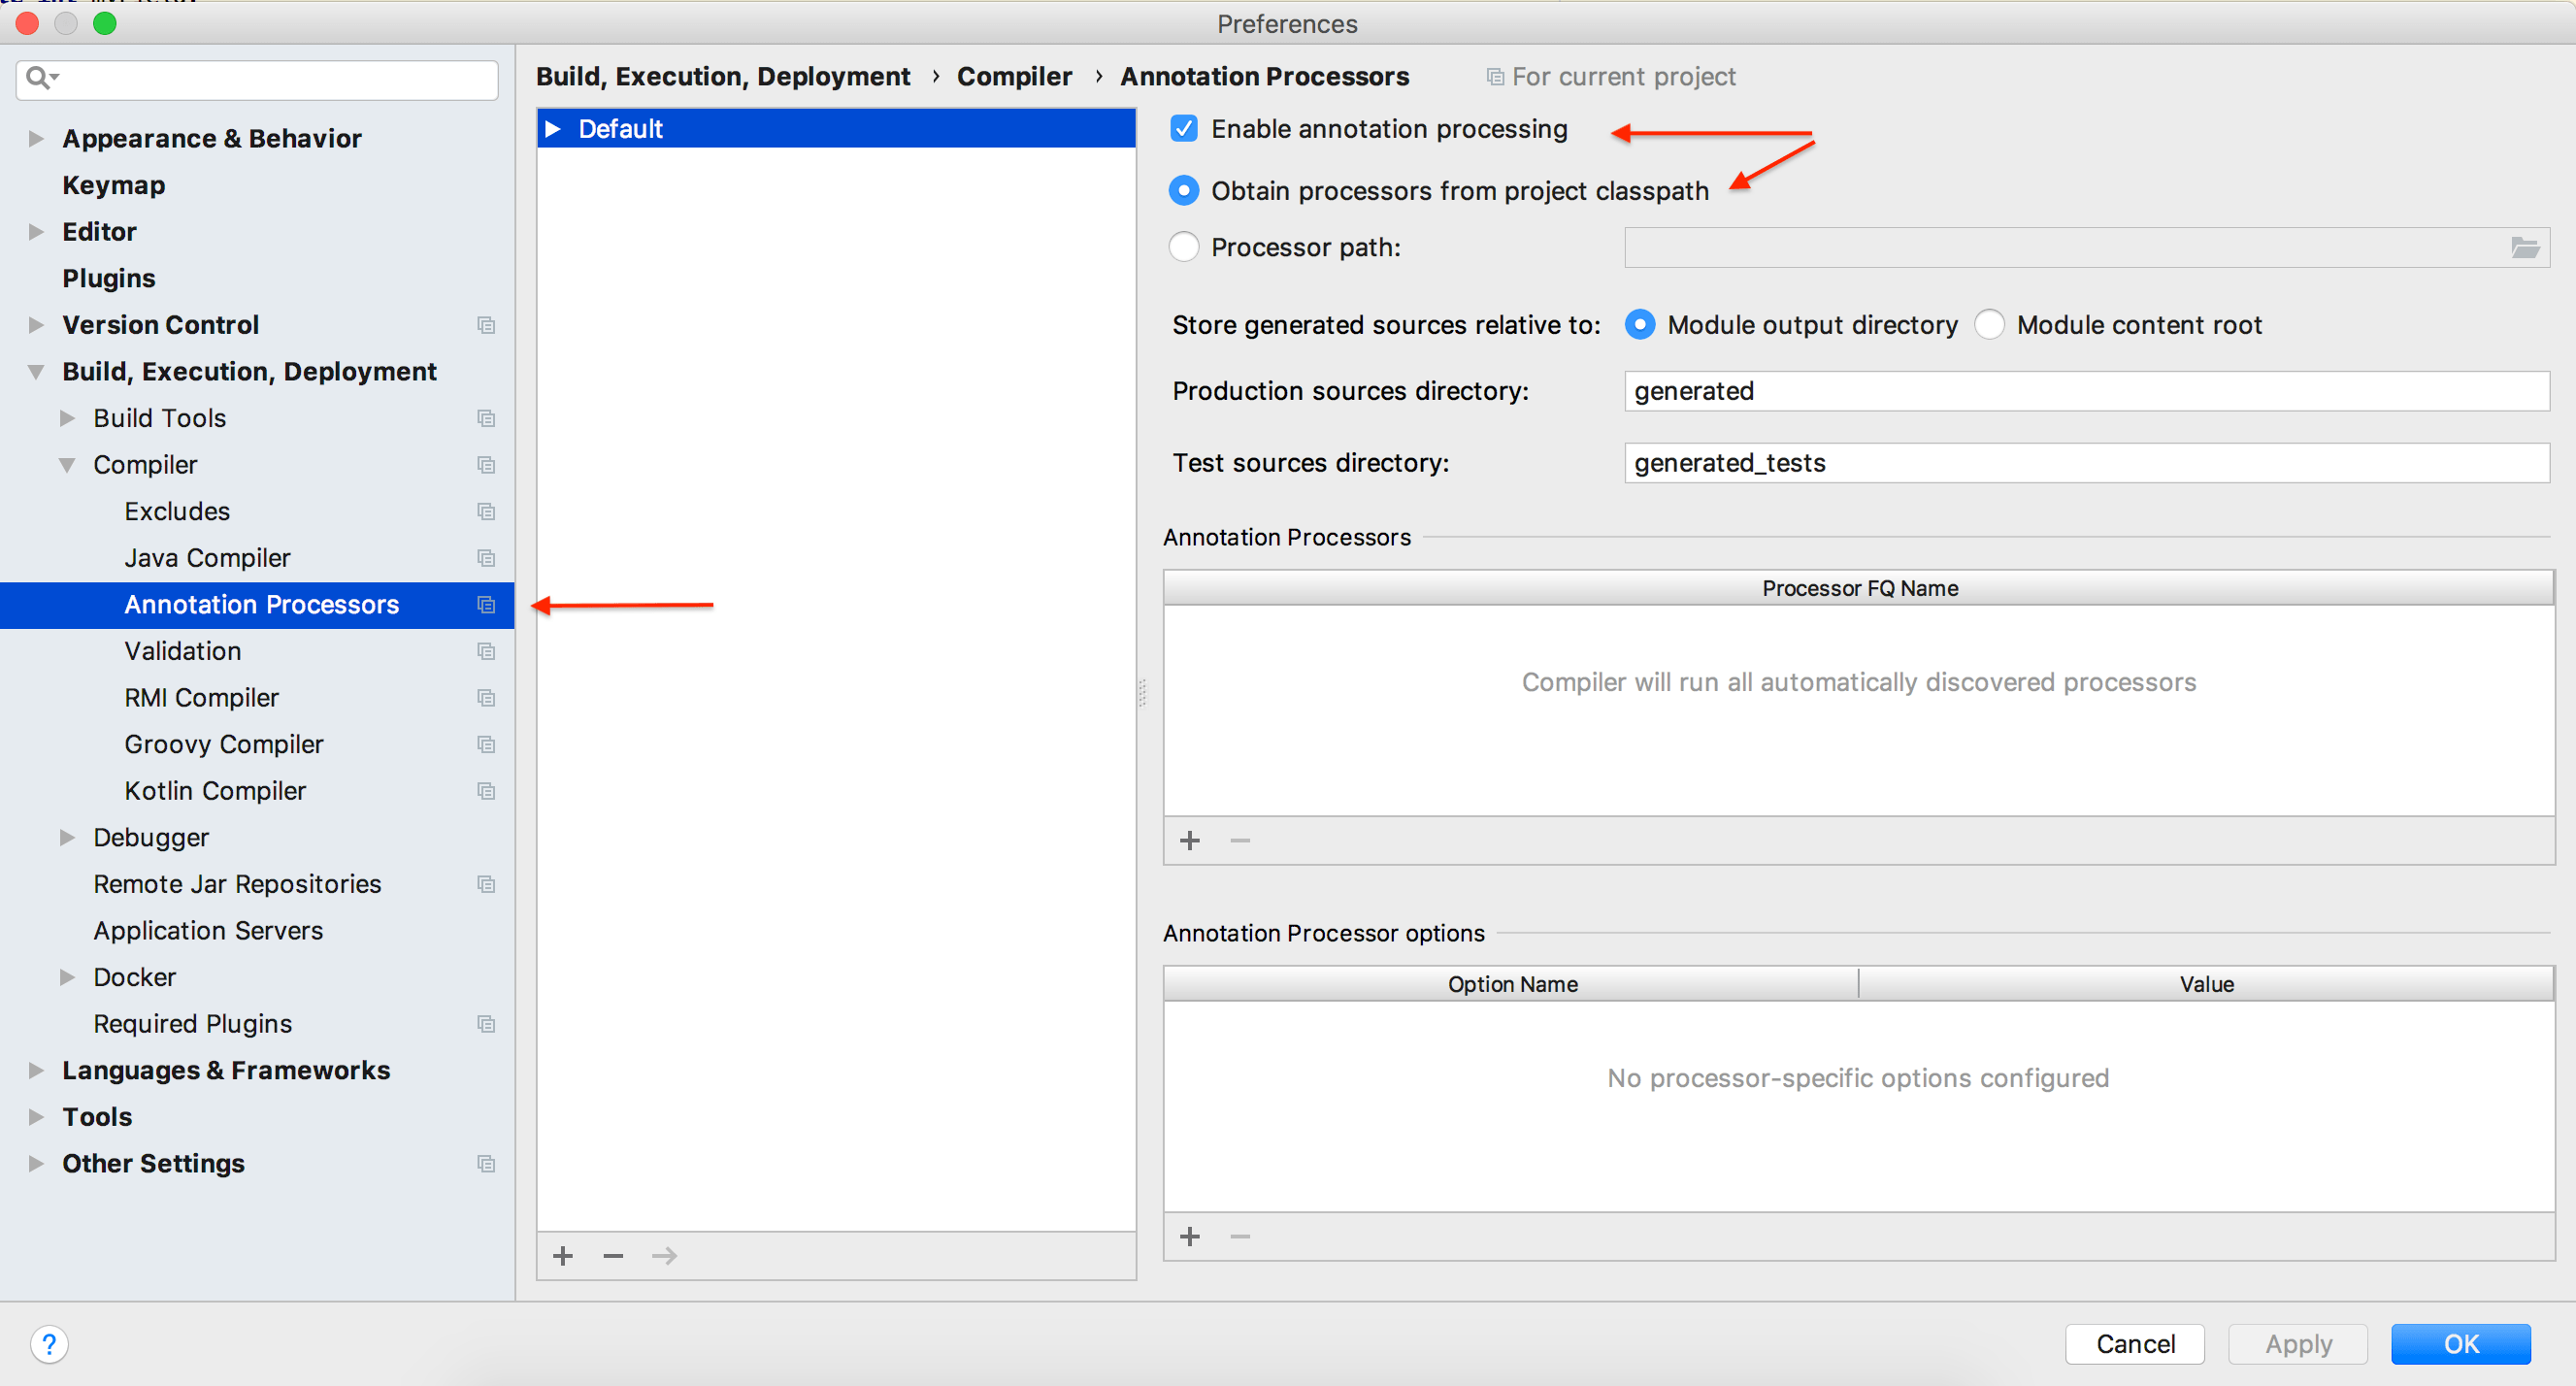 Preferences
Appearance & Behavior
Keymap
Editor
Plugins
Version Control
Build, Execution, Deployment
Build Tools
Compiler
Excludes
Java Compiler
Annotation Processors
Validation
RMI Compiler
Groovy Compiler
Kotlin Compiler
Debugger
Remote Jar Repositories
Application Servers
Docker
Required Plugins
Languages & Frameworks
Tools
Other Settings
Build, Execution, Deployment › Compiler › Annotation Processors For current project
Default
Enable annotation processing
Obtain processors from project classpath
Processor path:
Store generated sources relative to: Module output directory Module content root
Production sources directory: generated
Test sources directory: generated_tests
Annotation Processors
Processor FQ Name
Compiler will run all automatically discovered processors
Annotation Processor options
Option Name Value
No processor-specific options configured
? Cancel Apply OK